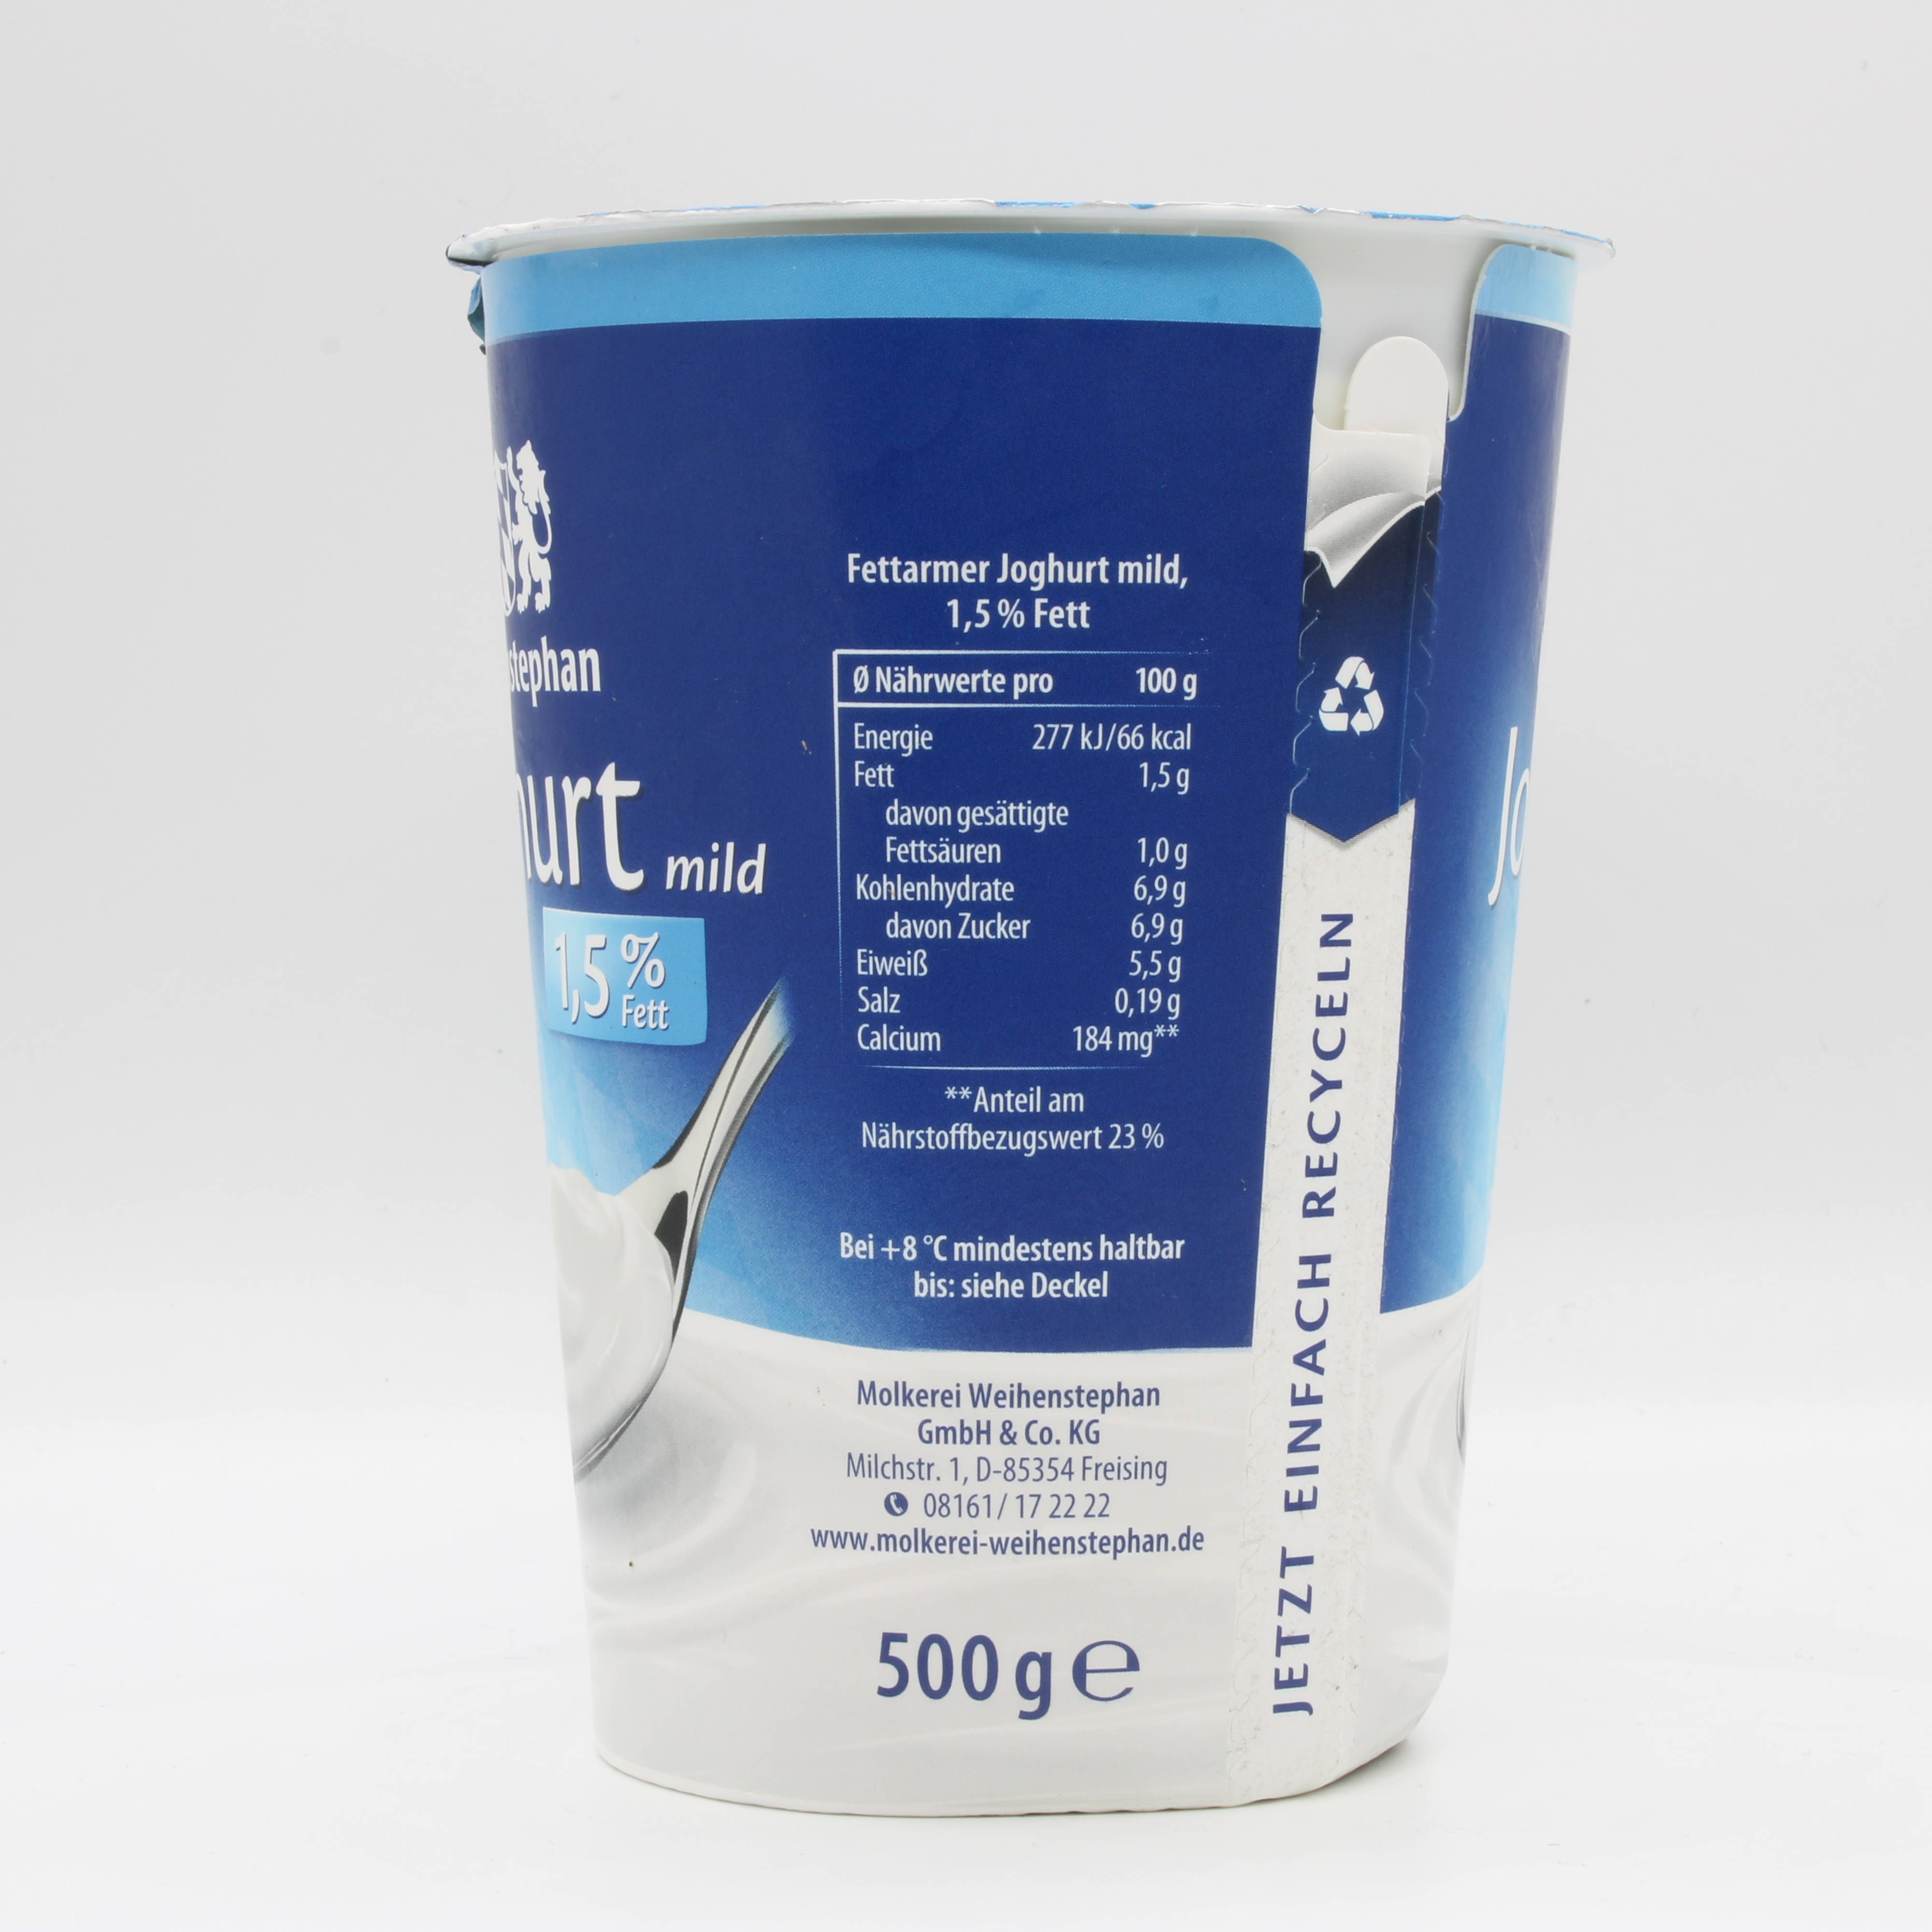 stephan
urt mild
1,5 %
Fett
Fettarmer Joghurt mild,
1,5 % Fett
Ø Nährwerte pro 100 g
Energie 277 kJ/66 kcal
Fett 1,5 g
davon gesättigte
Fettsäuren 1,0 g
Kohlenhydrate 6,9 g
davon Zucker 6,9 g
Eiweiß 5,5 g
Salz 0,19 g
Calcium 184 mg**
**Anteil am
Nährstoffbezugswert 23 %
Bei +8 °C mindestens haltbar
bis: siehe Deckel
Molkerei Weihenstephan
GmbH & Co. KG
Milchstr. 1, D-85354 Freising
08161/ 17 22 22
www.molkerei-weihenstephan.de
500 g ℮
JETZT EINFACH RECYCELN
Jo